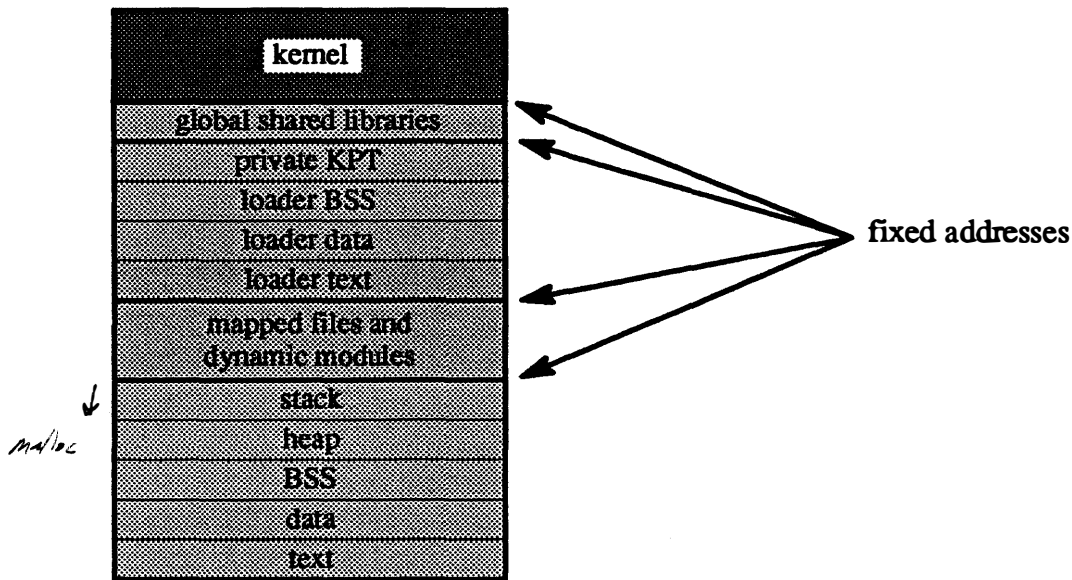 kernel
global shared libraries
private KPT
loader BSS
loader data
loader text
mapped files and
dynamic modules
stack
heap
BSS
data
text
fixed addresses
malloc